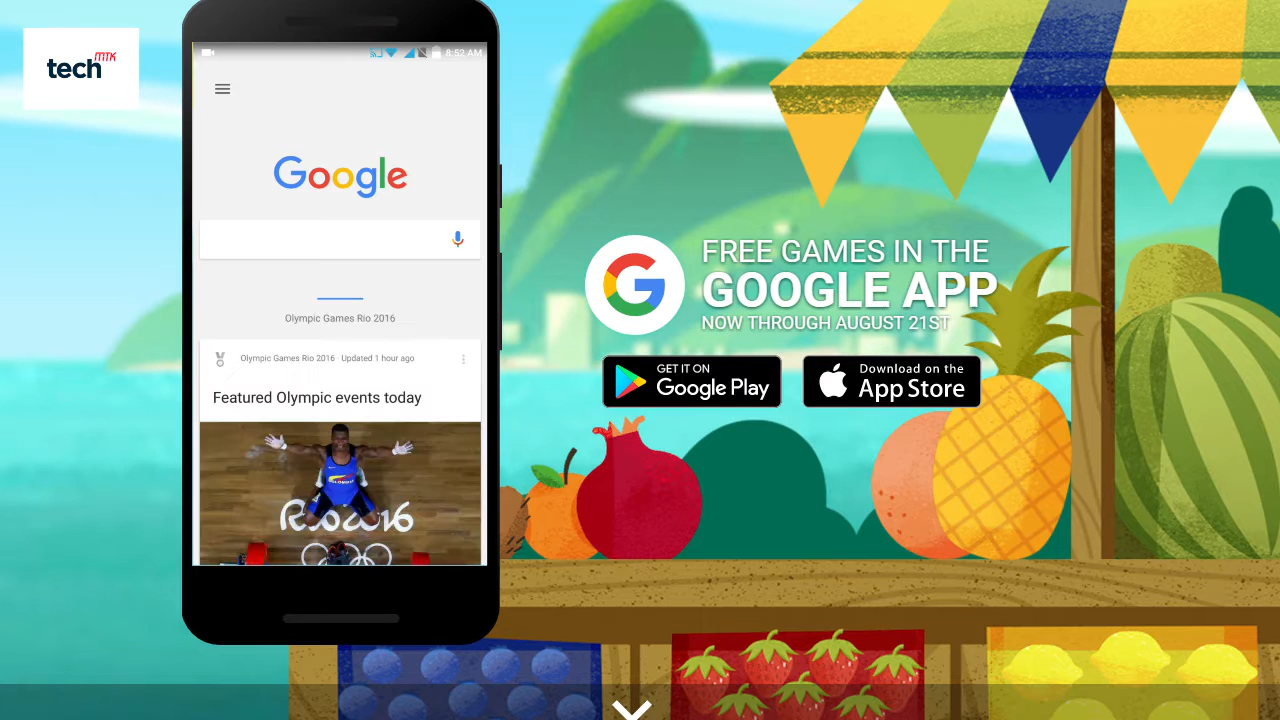 tech MTK
8:52 AM
Google
Olympic Games Rio 2016
Olympic Games Rio 2016 · Updated 1 hour ago
Featured Olympic events today
COLOMBIA
Rio2016
FREE GAMES IN THE
GOOGLE APP
NOW THROUGH AUGUST 21ST
GET IT ON
Google Play
Download on the
App Store